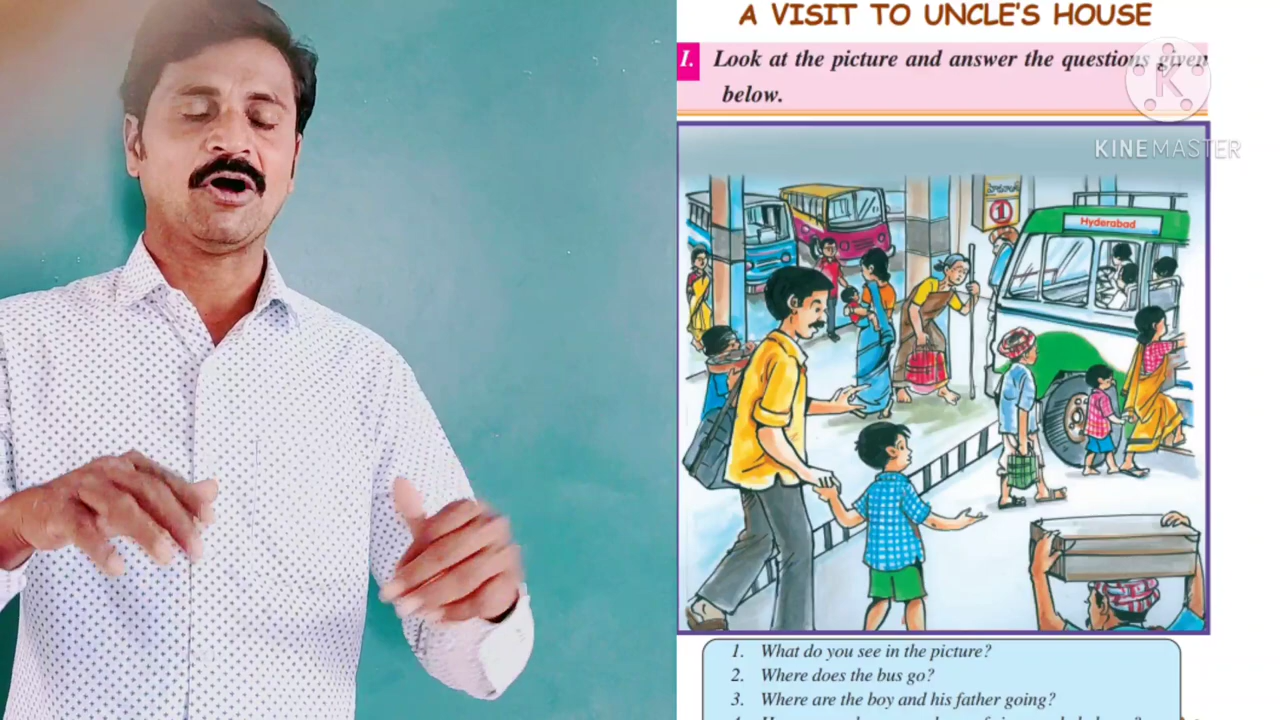 A VISIT TO UNCLE'S HOUSE
I. Look at the picture and answer the questions given
below.
K
KINEMASTER
1
Hyderabad
1. What do you see in the picture?
2. Where does the bus go?
3. Where are the boy and his father going?